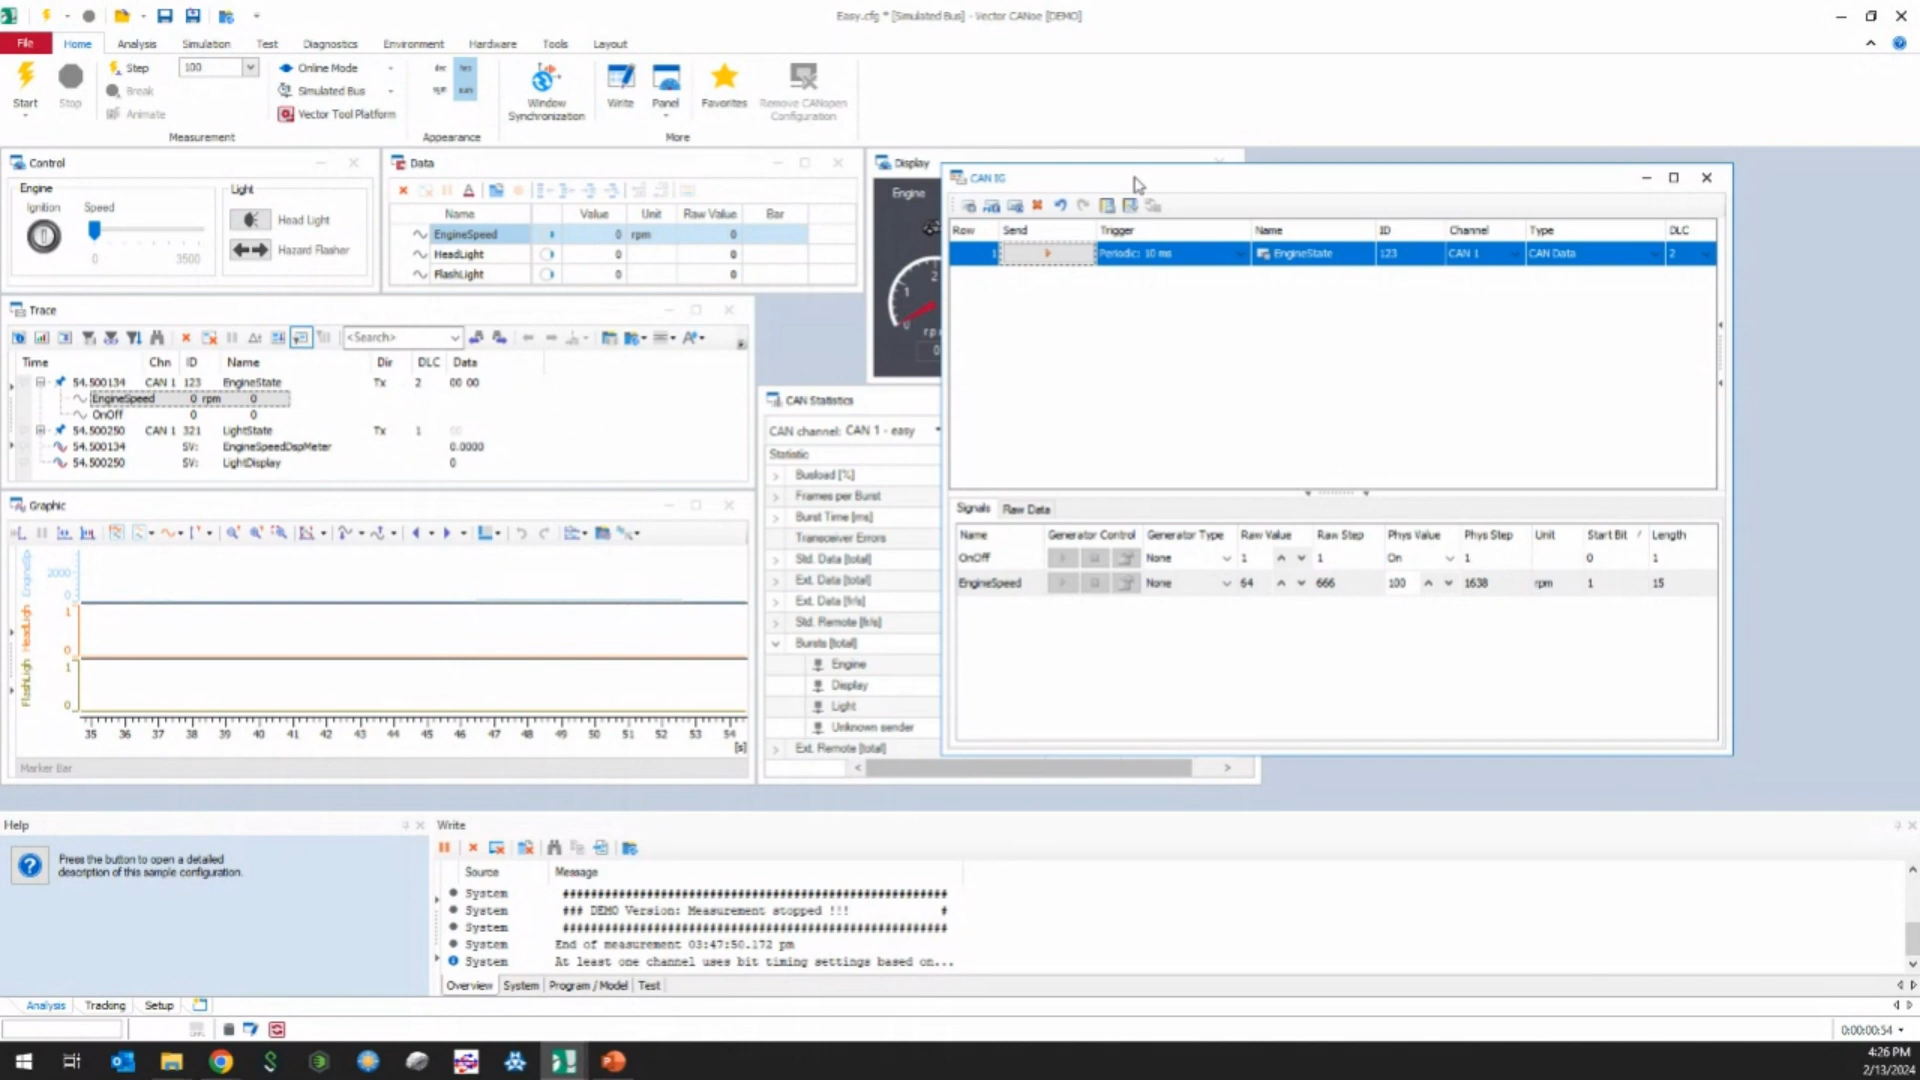 Easy.cfg * [Simulated Bus] - Vector CANoe [DEMO]
File Home Analysis Simulation Test Diagnostics Environment Hardware Tools Layout
Start
Stop
Step 100
Break
Animate
Measurement
Online Mode
Simulated Bus
Vector Tool Platform
Appearance
Window Synchronization
Write
Panel
Favorites
Remove CANopen Configuration
More
Control
Engine
Ignition Speed
0 3500
Light
Head Light
Hazard Flasher
Data
Name Value Unit Raw Value Bar
EngineSpeed 0 rpm 0
HeadLight 0 0
FlashLight 0 0
Display
Engine
Trace
<Search>
Time Chn ID Name Dir DLC Data
54.500134 CAN 1 123 EngineState Tx 2 00 00
EngineSpeed 0 rpm 0
OnOff 0 0
54.500250 CAN 1 321 LightState Tx 1 00
54.500134 SV: EngineSpeedDspMeter 0.0000
54.500250 SV: LightDisplay 0
Graphic
2000
0
1
0
1
0
35 36 37 38 39 40 41 42 43 44 45 46 47 48 49 50 51 52 53 54
[s]
Marker Bar
CAN Statistics
CAN channel: CAN 1 - easy
Statistic
Busload [%]
Frames per Burst
Burst Time [ms]
Transceiver Errors
Std. Data [total]
Ext. Data [total]
Ext. Data [fr/s]
Std. Remote [fr/s]
Bursts [total]
Engine
Display
Light
Unknown sender
Ext. Remote [total]
CAN IG
Row Send Trigger Name ID Channel Type DLC
1 Periodic: 10 ms EngineState 123 CAN 1 CAN Data 2
Signals Raw Data
Name Generator Control Generator Type Raw Value Raw Step Phys Value Phys Step Unit Start Bit / Length
OnOff None 1 1 On 1 0 1
EngineSpeed None 64 666 100 1638 rpm 1 15
Help
Press the button to open a detailed
description of this sample configuration.
Write
Source Message
System ##########################################################
System ### DEMO Version: Measurement stopped !!! #
System ##########################################################
System End of measurement 03:47:50.172 pm
System At least one channel uses bit timing settings based on...
Overview System Program / Model Test
Analysis Tracking Setup
0:00:00:54
4:26 PM
2/13/2024